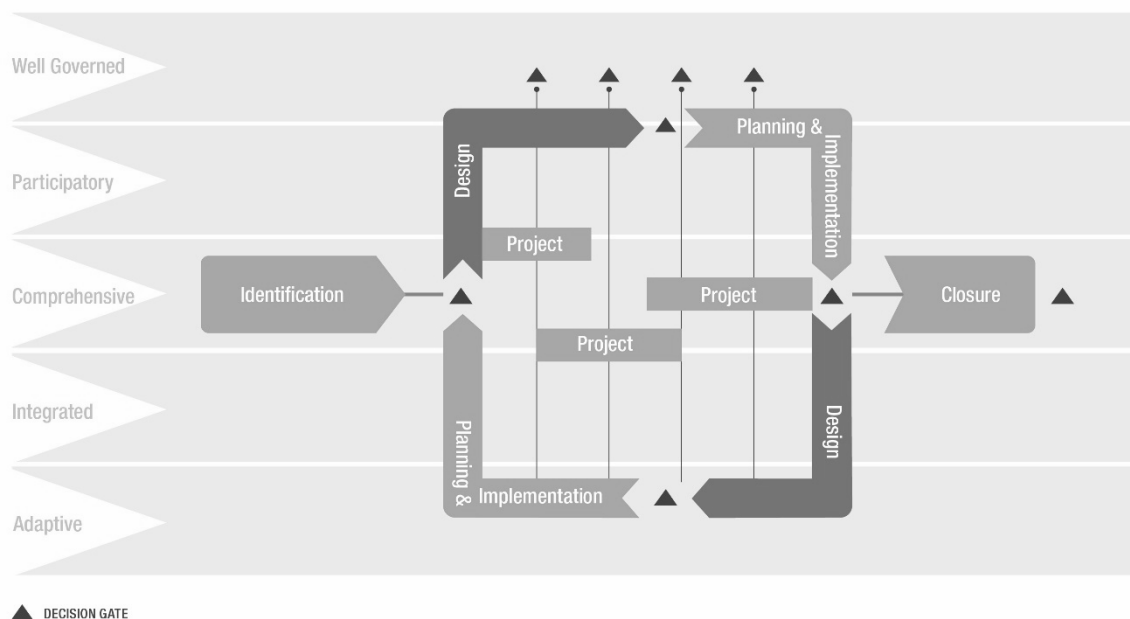 Well Governed
Planning &
Implementation
Design
Participatory
Project
Identification
Comprehensive
Project
Closure
Project
Integrated
Design
Planning &
Implementation
Adaptive
DECISION GATE